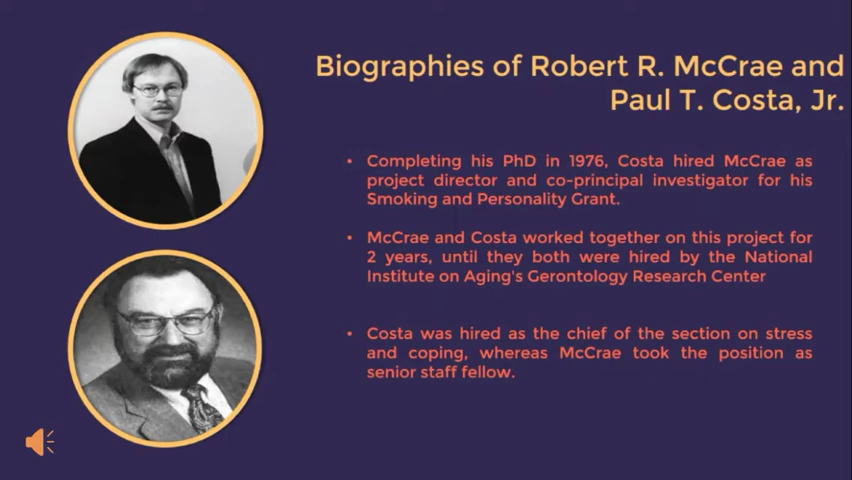 Biographies of Robert R. McCrae and
Paul T. Costa, Jr.
• Completing his PhD in 1976, Costa hired McCrae as
project director and co-principal investigator for his
Smoking and Personality Grant.
• McCrae and Costa worked together on this project for
2 years, until they both were hired by the National
Institute on Aging's Gerontology Research Center
• Costa was hired as the chief of the section on stress
and coping, whereas McCrae took the position as
senior staff fellow.